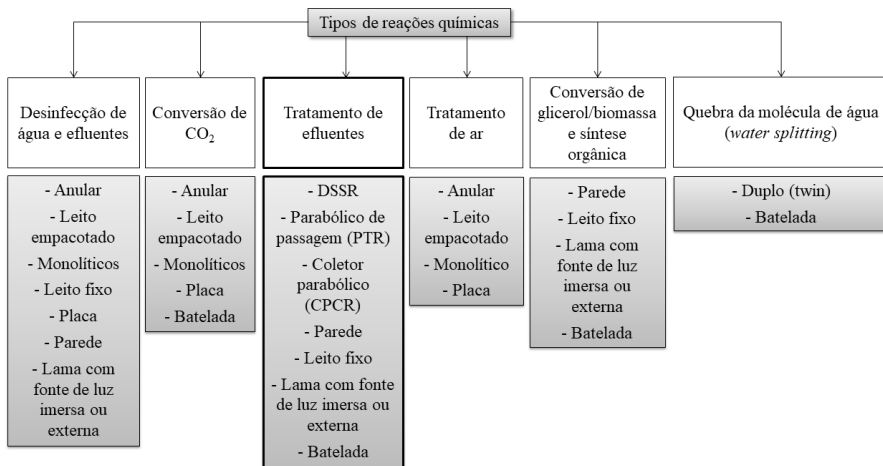 Tipos de reações químicas
Desinfecção de
água e efluentes
- Anular
- Leito
empacotado
- Monolíticos
- Leito fixo
- Placa
- Parede
- Lama com
fonte de luz
imersa ou
externa
Conversão de
CO₂
- Anular
- Leito
empacotado
- Monolíticos
- Placa
- Batelada
Tratamento de
efluentes
- DSSR
- Parabólico de
passagem (PTR)
- Coletor
parabólico
(CPCR)
- Parede
- Leito fixo
- Lama com fonte
de luz imersa ou
externa
- Batelada
Tratamento
de ar
- Anular
- Leito
empacotado
- Monolítico
- Placa
Conversão de
glicerol/biomassa
e síntese
orgânica
- Parede
- Leito fixo
- Lama com
fonte de luz
imersa ou
externa
- Batelada
Quebra da molécula de água
(water splitting)
- Duplo (twin)
- Batelada